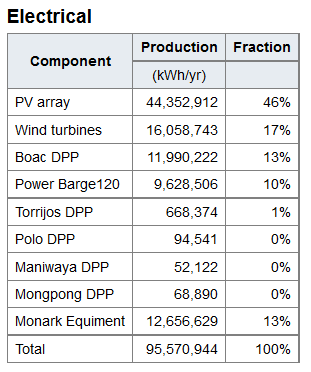 Electrical
Component Production Fraction
(kWh/yr)
PV array 44,352,912 46%
Wind turbines 16,058,743 17%
Boac DPP 11,990,222 13%
Power Barge120 9,628,506 10%
Torrijos DPP 668,374 1%
Polo DPP 94,541 0%
Maniwaya DPP 52,122 0%
Mongpong DPP 68,890 0%
Monark Equiment 12,656,629 13%
Total 95,570,944 100%